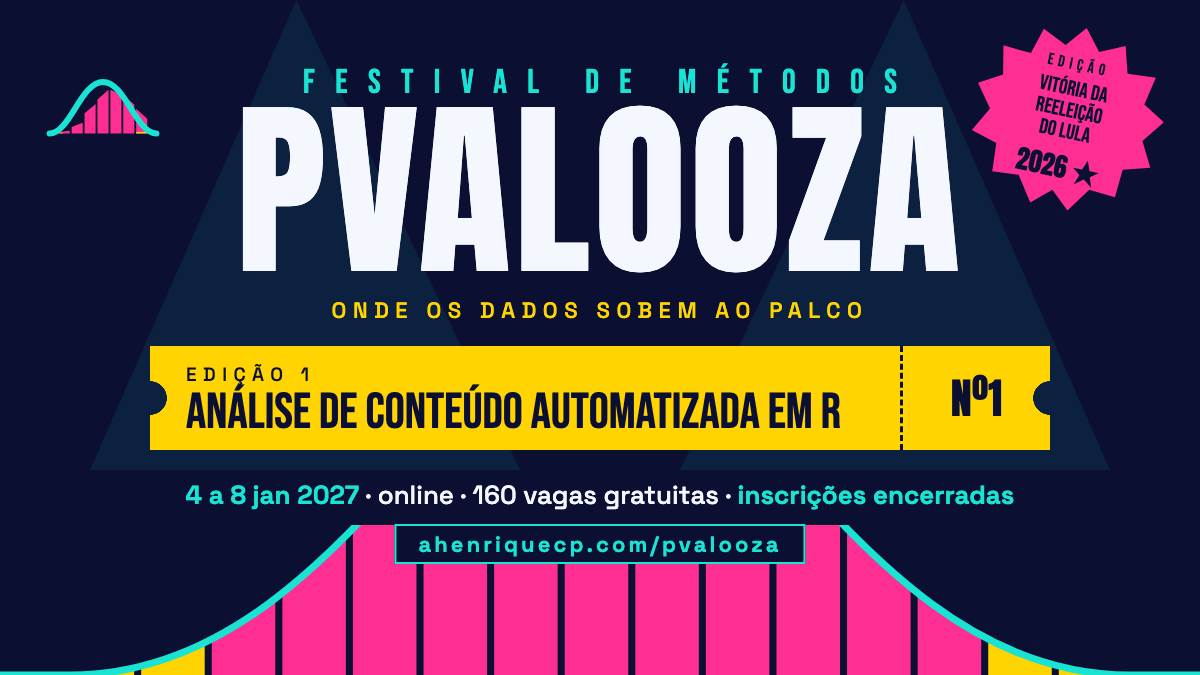 FESTIVAL DE MÉTODOS
PVALOOZA
ONDE OS DADOS SOBEM AO PALCO
EDIÇÃO
VITÓRIA DA
REELEIÇÃO
DO LULA
2026 ★
EDIÇÃO 1
ANÁLISE DE CONTEÚDO AUTOMATIZADA EM R
Nº1
4 a 8 jan 2027 · online · 160 vagas gratuitas · inscrições encerradas
ahenriquecp.com/pvalooza